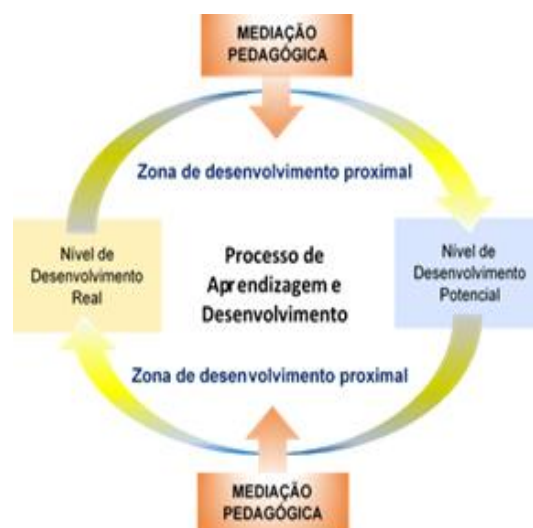 MEDIAÇÃO
PEDAGÓGICA
Zona de desenvolvimento proximal
Nível de
Desenvolvimento
Real
Processo de
Aprendizagem e
Desenvolvimento
Nível de
Desenvolvimento
Potencial
Zona de desenvolvimento proximal
MEDIAÇÃO
PEDAGÓGICA